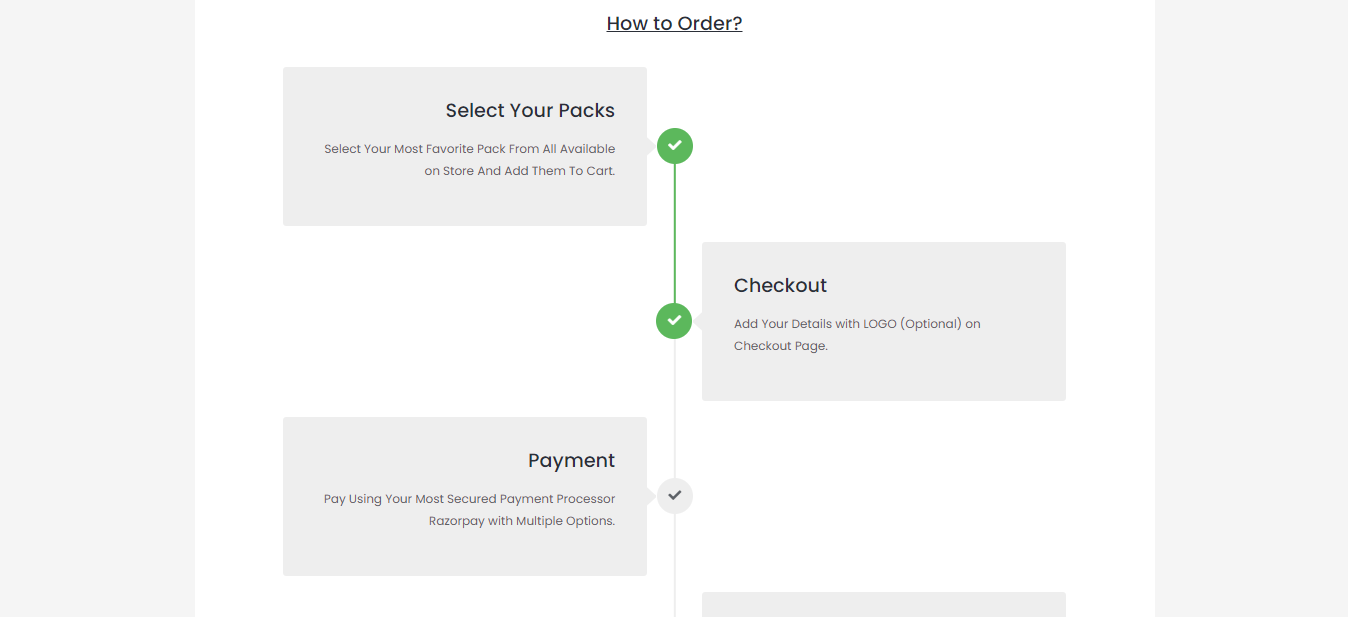 How to Order?
Select Your Packs
Select Your Most Favorite Pack From All Available
on Store And Add Them To Cart.
Checkout
Add Your Details with LOGO (Optional) on
Checkout Page.
Payment
Pay Using Your Most Secured Payment Processor
Razorpay with Multiple Options.